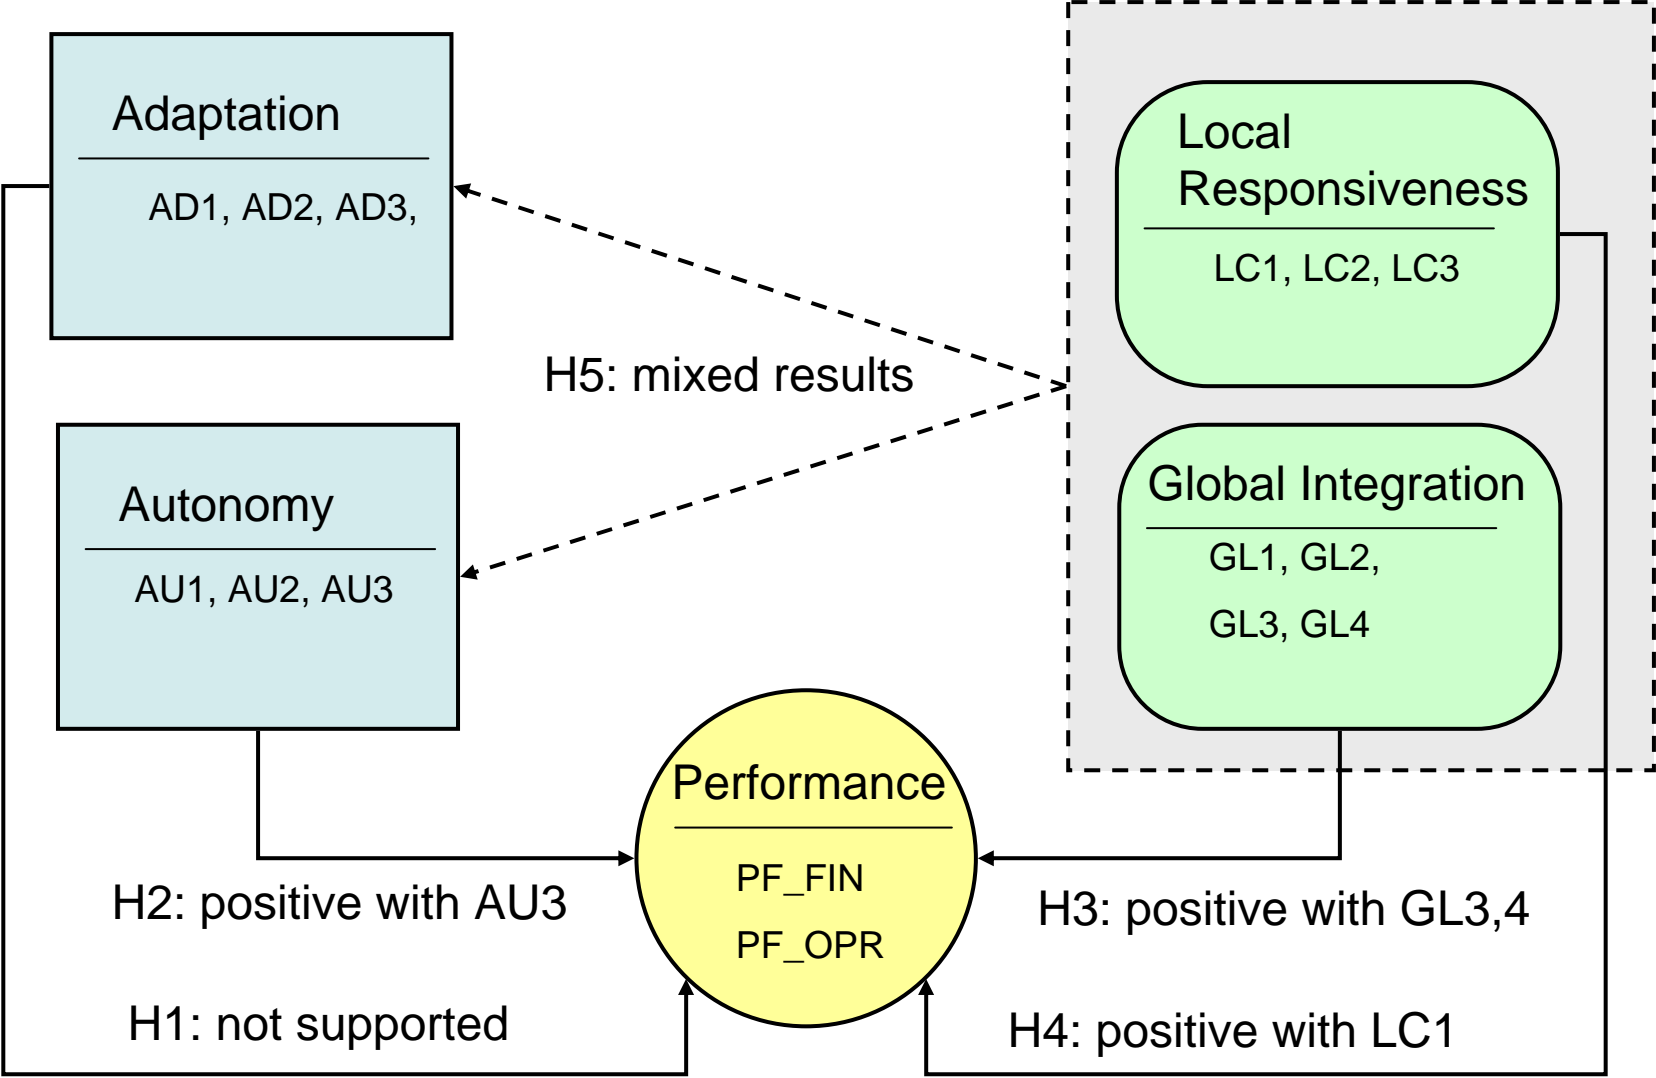 Adaptation
AD1, AD2, AD3,
Autonomy
AU1, AU2, AU3
H5: mixed results
Local
Responsiveness
LC1, LC2, LC3
Global Integration
GL1, GL2,
GL3, GL4
Performance
PF_FIN
PF_OPR
H2: positive with AU3
H1: not supported
H3: positive with GL3,4
H4: positive with LC1